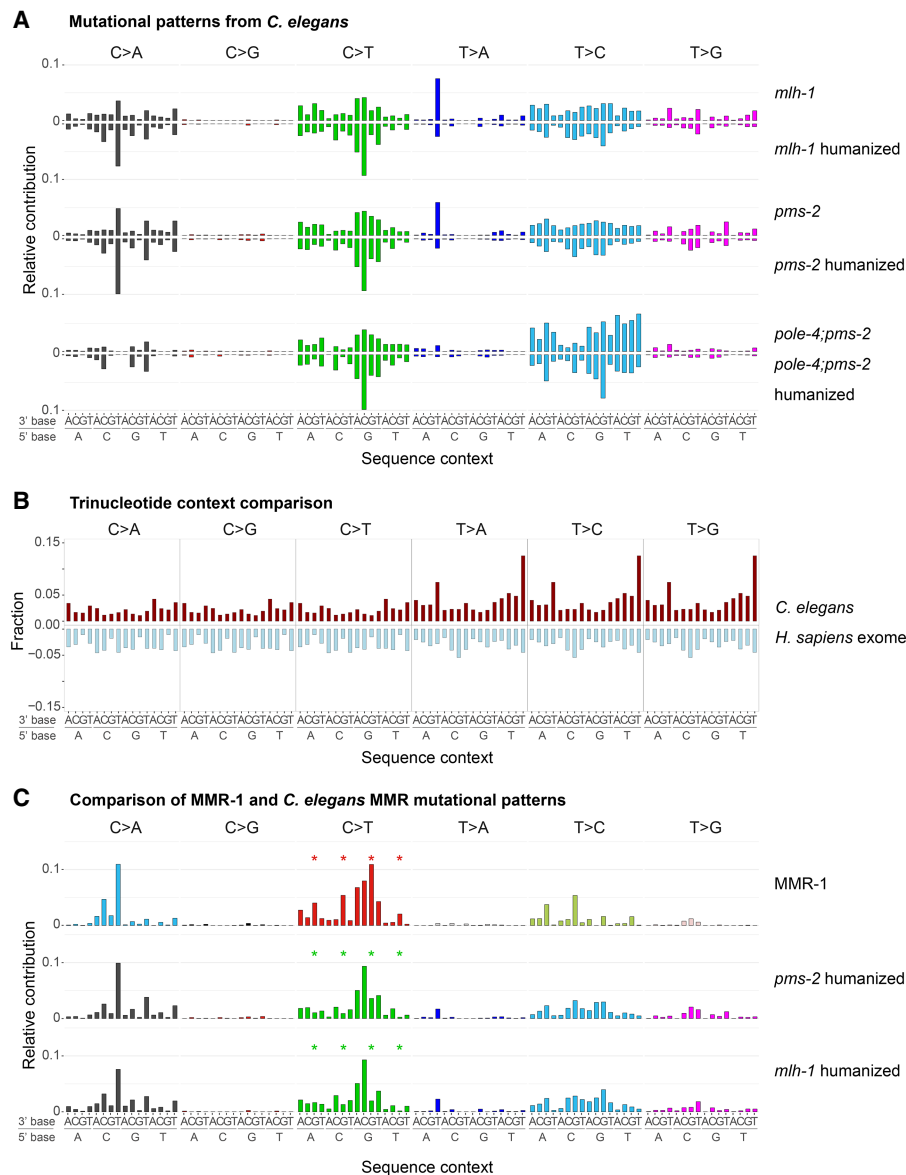 A Mutational patterns from C. elegans
C>A C>G C>T T>A T>C T>G
Relative contribution
0.1
0
0.1
0
0.1
0
0.1
mlh-1
mlh-1 humanized
pms-2
pms-2 humanized
pole-4;pms-2
pole-4;pms-2
humanized
3' base ACGTACGTACGTACGT ACGTACGTACGTACGT ACGTACGTACGTACGT ACGTACGTACGTACGT ACGTACGTACGTACGT ACGTACGTACGTACGT
5' base A C G T A C G T A C G T A C G T A C G T A C G T
Sequence context
B Trinucleotide context comparison
C>A C>G C>T T>A T>C T>G
Fraction
0.15
0.05
0.00
−0.05
−0.15
C. elegans
H. sapiens exome
3' base ACGTACGTACGTACGT ACGTACGTACGTACGT ACGTACGTACGTACGT ACGTACGTACGTACGT ACGTACGTACGTACGT ACGTACGTACGTACGT
5' base A C G T A C G T A C G T A C G T A C G T A C G T
Sequence context
C Comparison of MMR-1 and C. elegans MMR mutational patterns
C>A C>G C>T T>A T>C T>G
Relative contribution
* * * *
0.1
0
MMR-1
* * * *
0.1
0
pms-2 humanized
* * * *
0.1
0
mlh-1 humanized
3' base ACGTACGTACGTACGT ACGTACGTACGTACGT ACGTACGTACGTACGT ACGTACGTACGTACGT ACGTACGTACGTACGT ACGTACGTACGTACGT
5' base A C G T A C G T A C G T A C G T A C G T A C G T
Sequence context